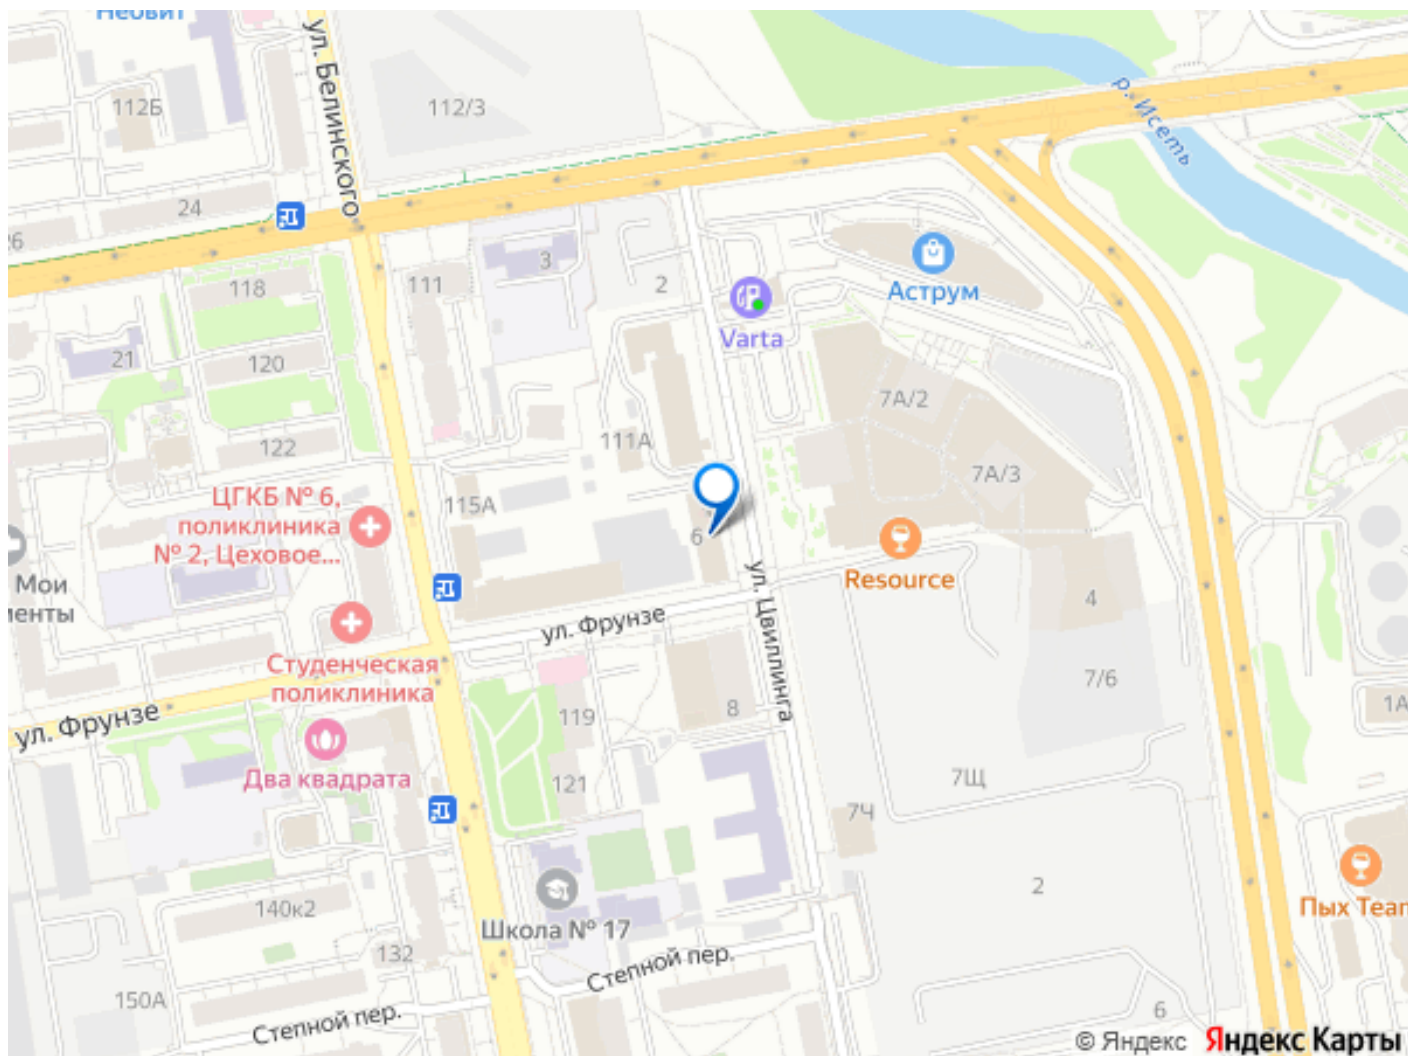 Неовит
ул. Белинского
112Б
112/3
р. Исеть
24
26
3
118
111
2
Аструм
Varta
21
120
7А/2
122
111А
7А/3
115А
ЦГКБ № 6,
поликлиника
№ 2, Цеховое...
6
Resource
Мои
ул. Цвиллинга
4
ул. Фрунзе
Студенческая
поликлиника
7/6
1А
ул. Фрунзе
119
8
Два квадрата
121
7Щ
7Ч
2
140к2
Школа № 17
Пых Tear
132
Степной пер.
150А
Степной пер.
6
© Яндекс Яндекс Карты